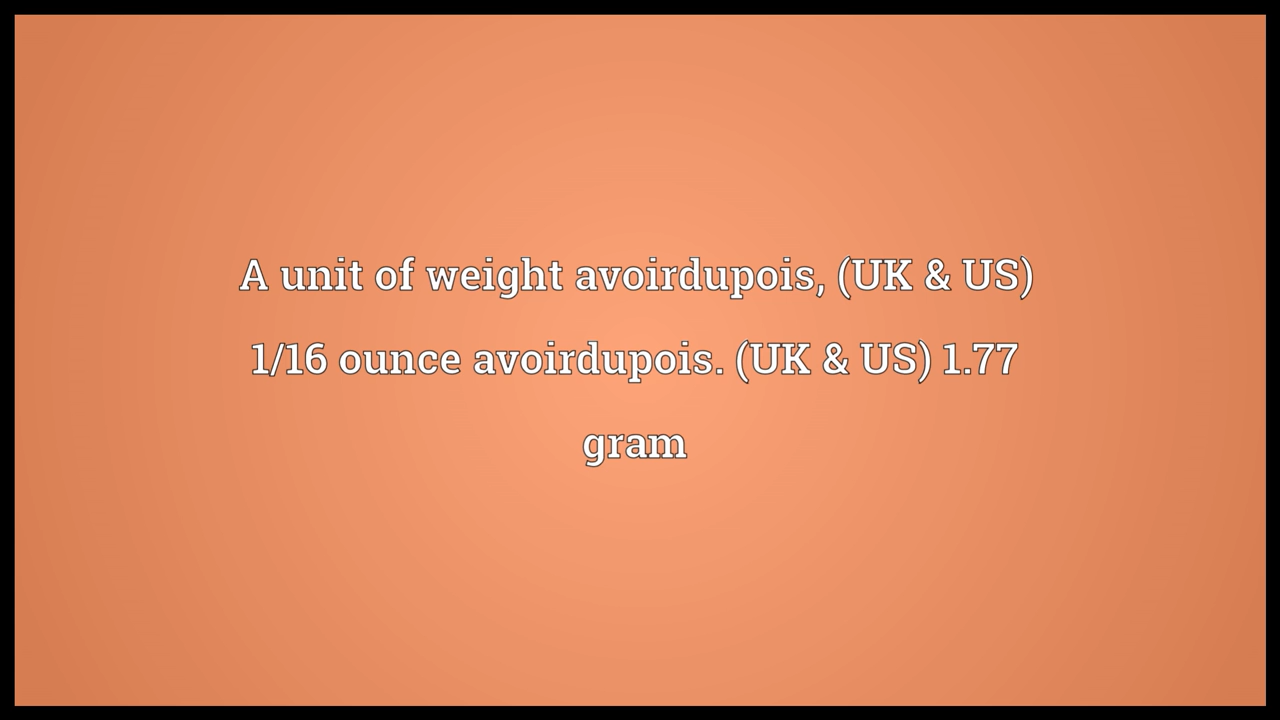 A unit of weight avoirdupois, (UK & US)
1/16 ounce avoirdupois. (UK & US) 1.77
gram